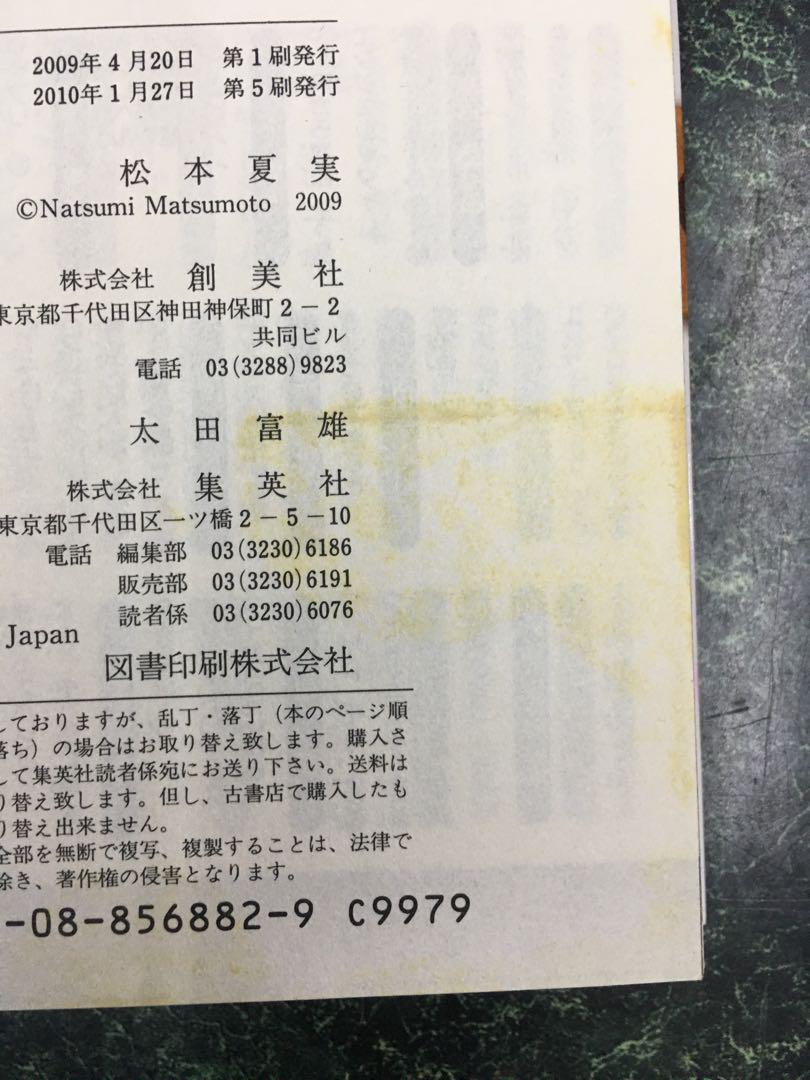 2009年4月20日 第1刷発行
2010年1月27日 第5刷発行
松本夏実
©Natsumi Matsumoto 2009
株式会社 創美社
東京都千代田区神田神保町2-2
共同ビル
電話 03(3288)9823
太田富雄
株式会社 集英社
東京都千代田区一ツ橋2-5-10
電話 編集部 03(3230)6186
販売部 03(3230)6191
読者係 03(3230)6076
Japan
図書印刷株式会社
しておりますが、乱丁・落丁(本のページ順
落ち)の場合はお取り替え致します。購入さ
して集英社読者係宛にお送り下さい。送料は
り替え致します。但し、古書店で購入したも
り替え出来ません。
全部を無断で複写、複製することは、法律で
除き、著作権の侵害となります。
-08-856882-9 C9979